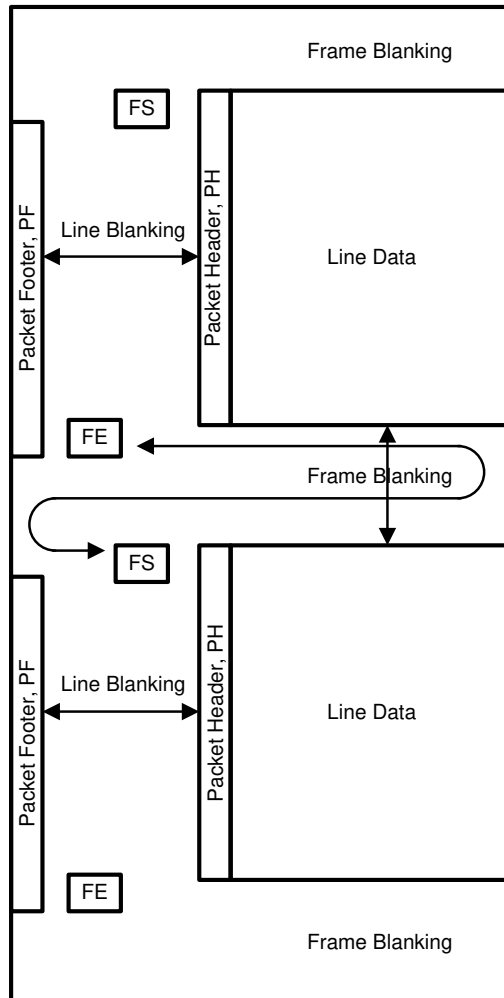 Frame Blanking
FS
Packet Footer, PF
Line Blanking
Packet Header, PH
Line Data
FE
Frame Blanking
FS
Packet Footer, PF
Line Blanking
Packet Header, PH
Line Data
FE
Frame Blanking